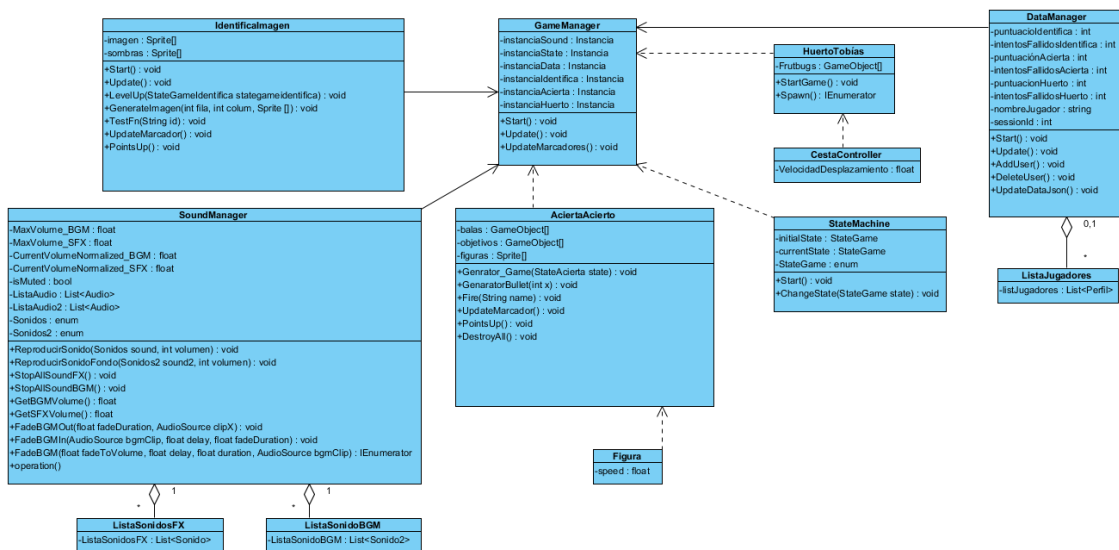 IdentificaImagen
-imagen : Sprite[]
-sombras : Sprite[]
+Start() : void
+Update() : void
+LevelUp(StateGameIdentifica stategameidentifica) : void
+GenerateImagen(int fila, int colum, Sprite []) : void
+TestFn(String id) : void
+UpdateMarcador() : void
+PointsUp() : void
GameManager
-instanciaSound : Instancia
-instanciaState : Instancia
-instanciaData : Instancia
-instanciaIdentifica : Instancia
-instanciaAcierta : Instancia
-instanciaHuerto : Instancia
+Start() : void
+Update() : void
+UpdateMarcadores() : void
HuertoTobías
-Frutbugs : GameObject[]
+StartGame() : void
+Spawn() : IEnumerator
CestaController
-VelocidadDesplazamiento : float
DataManager
-puntuacioIdentifica : int
-intentosFallidosIdentifica : int
-puntuaciónAcierta : int
-intentosFallidosAcierta : int
-puntuacionHuerto : int
-intentosFallidosHuerto : int
-nombreJugador : string
-sessionId : int
+Start() : void
+Update() : void
+AddUser() : void
+DeleteUser() : void
+UpdateDataJson() : void
0,1
*
ListaJugadores
-listJugadores : List<Perfil>
SoundManager
-MaxVolume_BGM : float
-MaxVolume_SFX : float
-CurrentVolumeNormalized_BGM : float
-CurrentVolumeNormalized_SFX : float
-isMuted : bool
-ListaAudio : List<Audio>
-ListaAudio2 : List<Audio>
-Sonidos : enum
-Sonidos2 : enum
+ReproducirSonido(Sonidos sound, int volumen) : void
+ReproducirSonidoFondo(Sonidos2 sound2, int volumen) : void
+StopAllSoundFX() : void
+StopAllSoundBGM() : void
+GetBGMVolume() : float
+GetSFXVolume() : float
+FadeBGMOut(float fadeDuration, AudioSource clipX) : void
+FadeBGMIn(AudioSource bgmClip, float delay, float fadeDuration) : void
+FadeBGM(float fadeToVolume, float delay, float duration, AudioSource bgmClip) : IEnumerator
+operation()
1
*
1
*
ListaSonidosFX
-ListaSonidosFX : List<Sonido>
ListaSonidoBGM
-ListaSonidoBGM : List<Sonido2>
AciertaAcierto
-balas : GameObject[]
-objetivos : GameObject[]
-figuras : Sprite[]
+Genrator_Game(StateAcierta state) : void
+GenaratorBullet(int x) : void
+Fire(String name) : void
+UpdateMarcador() : void
+PointsUp() : void
+DestroyAll() : void
StateMachine
-initialState : StateGame
-currentState : StateGame
-StateGame : enum
+Start() : void
+ChangeState(StateGame state) : void
Figura
-speed : float